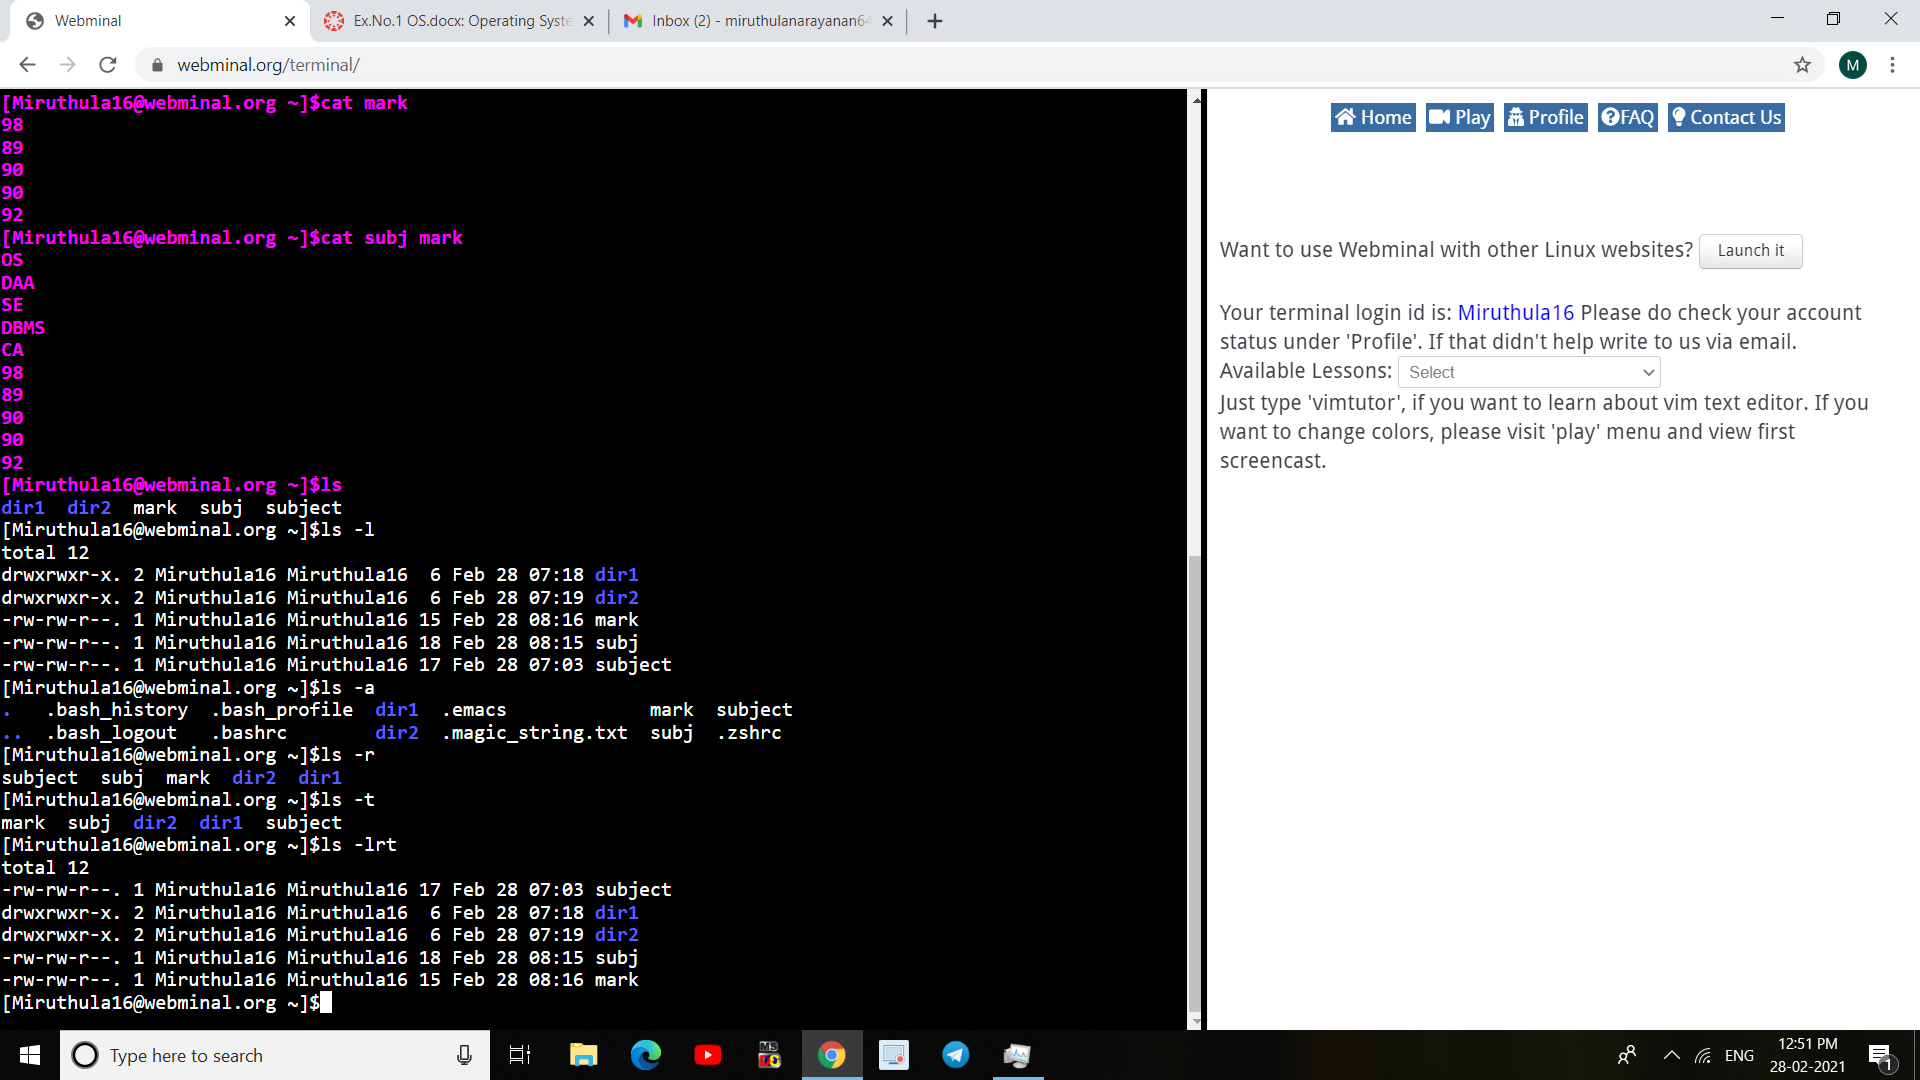 Webminal
Ex.No.1 OS.docx: Operating Syste
Inbox (2) - miruthulanarayanan64
webminal.org/terminal/
M
[Miruthula16@webminal.org ~]$cat mark
98
89
90
90
92
[Miruthula16@webminal.org ~]$cat subj mark
OS
DAA
SE
DBMS
CA
98
89
90
90
92
[Miruthula16@webminal.org ~]$ls
dir1  dir2  mark  subj  subject
[Miruthula16@webminal.org ~]$ls -l
total 12
drwxrwxr-x. 2 Miruthula16 Miruthula16  6 Feb 28 07:18 dir1
drwxrwxr-x. 2 Miruthula16 Miruthula16  6 Feb 28 07:19 dir2
-rw-rw-r--. 1 Miruthula16 Miruthula16 15 Feb 28 08:16 mark
-rw-rw-r--. 1 Miruthula16 Miruthula16 18 Feb 28 08:15 subj
-rw-rw-r--. 1 Miruthula16 Miruthula16 17 Feb 28 07:03 subject
[Miruthula16@webminal.org ~]$ls -a
.   .bash_history  .bash_profile  dir1  .emacs             mark  subject
..  .bash_logout   .bashrc        dir2  .magic_string.txt  subj  .zshrc
[Miruthula16@webminal.org ~]$ls -r
subject  subj  mark  dir2  dir1
[Miruthula16@webminal.org ~]$ls -t
mark  subj  dir2  dir1  subject
[Miruthula16@webminal.org ~]$ls -lrt
total 12
-rw-rw-r--. 1 Miruthula16 Miruthula16 17 Feb 28 07:03 subject
drwxrwxr-x. 2 Miruthula16 Miruthula16  6 Feb 28 07:18 dir1
drwxrwxr-x. 2 Miruthula16 Miruthula16  6 Feb 28 07:19 dir2
-rw-rw-r--. 1 Miruthula16 Miruthula16 18 Feb 28 08:15 subj
-rw-rw-r--. 1 Miruthula16 Miruthula16 15 Feb 28 08:16 mark
[Miruthula16@webminal.org ~]$
Home Play Profile FAQ Contact Us
Want to use Webminal with other Linux websites? Launch it
Your terminal login id is: Miruthula16 Please do check your account
status under 'Profile'. If that didn't help write to us via email.
Available Lessons: Select
Just type 'vimtutor', if you want to learn about vim text editor. If you
want to change colors, please visit 'play' menu and view first
screencast.
Type here to search
MS
ENG
12:51 PM
28-02-2021
1